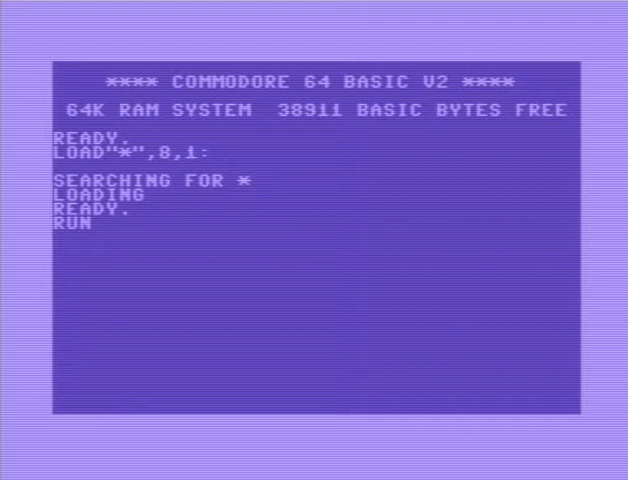 **** COMMODORE 64 BASIC V2 ****
64K RAM SYSTEM  38911 BASIC BYTES FREE
READY.
LOAD"*",8,1:
SEARCHING FOR *
LOADING
READY.
RUN